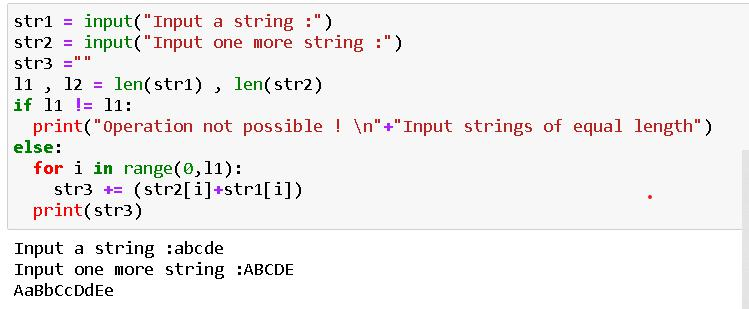 str1 = input("Input a string :")
str2 = input("Input one more string :")
str3 =""
l1 , l2 = len(str1) , len(str2)
if l1 != l1:
  print("Operation not possible ! \n"+"Input strings of equal length")
else:
  for i in range(0,l1):
    str3 += (str2[i]+str1[i])
  print(str3)
Input a string :abcde
Input one more string :ABCDE
AaBbCcDdEe